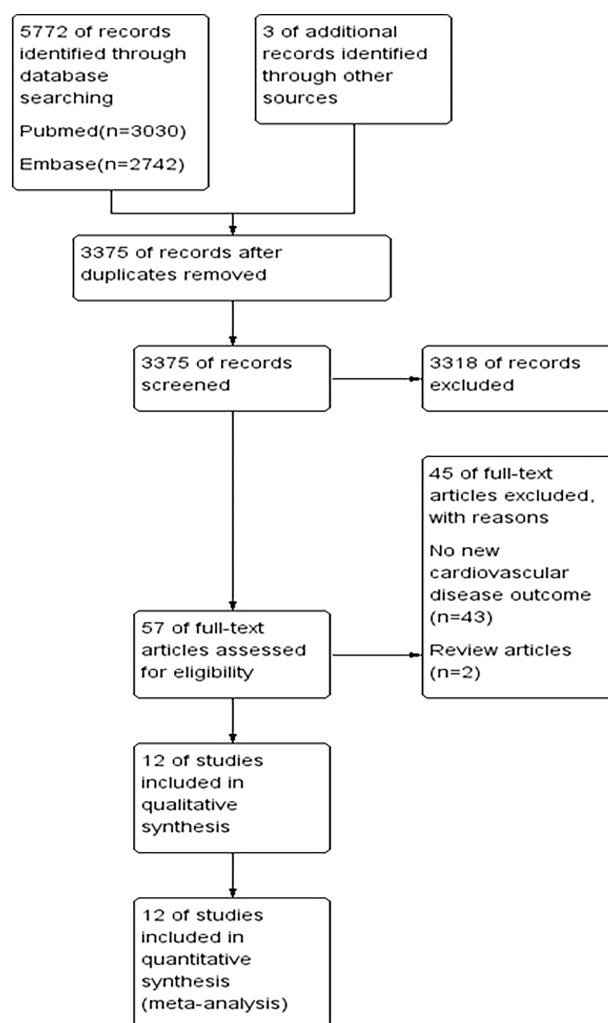 5772 of records
identified through
database
searching
Pubmed(n=3030)
Embase(n=2742)
3 of additional
records identified
through other
sources
3375 of records after
duplicates removed
3375 of records
screened
3318 of records
excluded
45 of full-text
articles excluded,
with reasons
No new
cardiovascular
disease outcome
(n=43)
Review articles
(n=2)
57 of full-text
articles assessed
for eligibility
12 of studies
included in
qualitative
synthesis
12 of studies
included in
quantitative
synthesis
(meta-analysis)